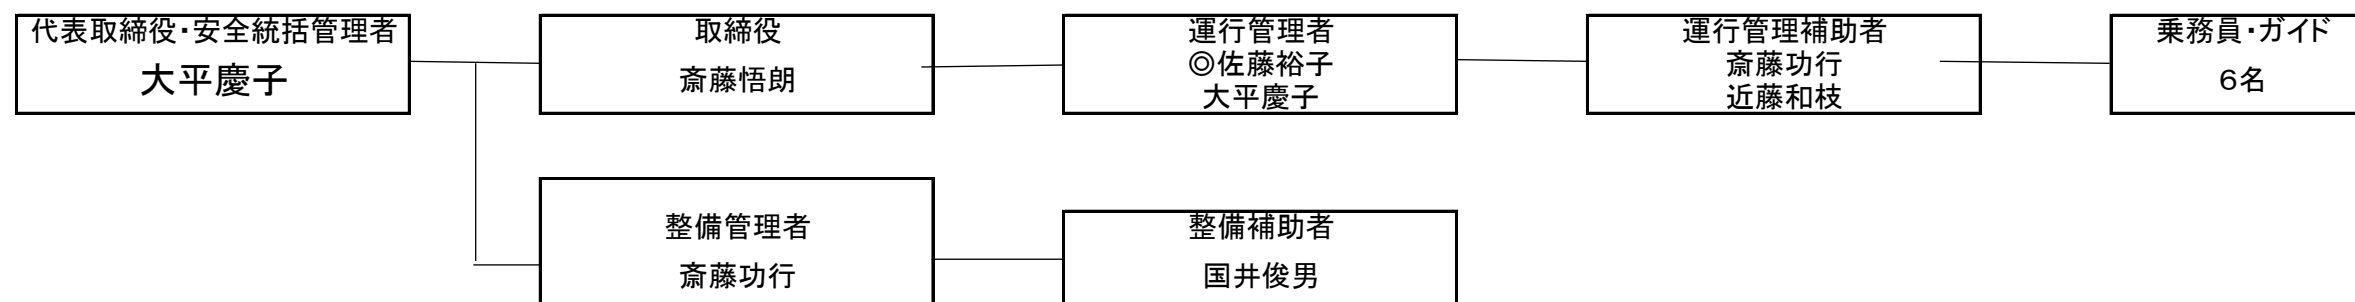 代表取締役・安全統括管理者
大平慶子
取締役
斎藤悟朗
運行管理者
◎佐藤裕子
大平慶子
運行管理補助者
斎藤功行
近藤和枝
乗務員・ガイド
６名
整備管理者
斎藤功行
整備補助者
国井俊男